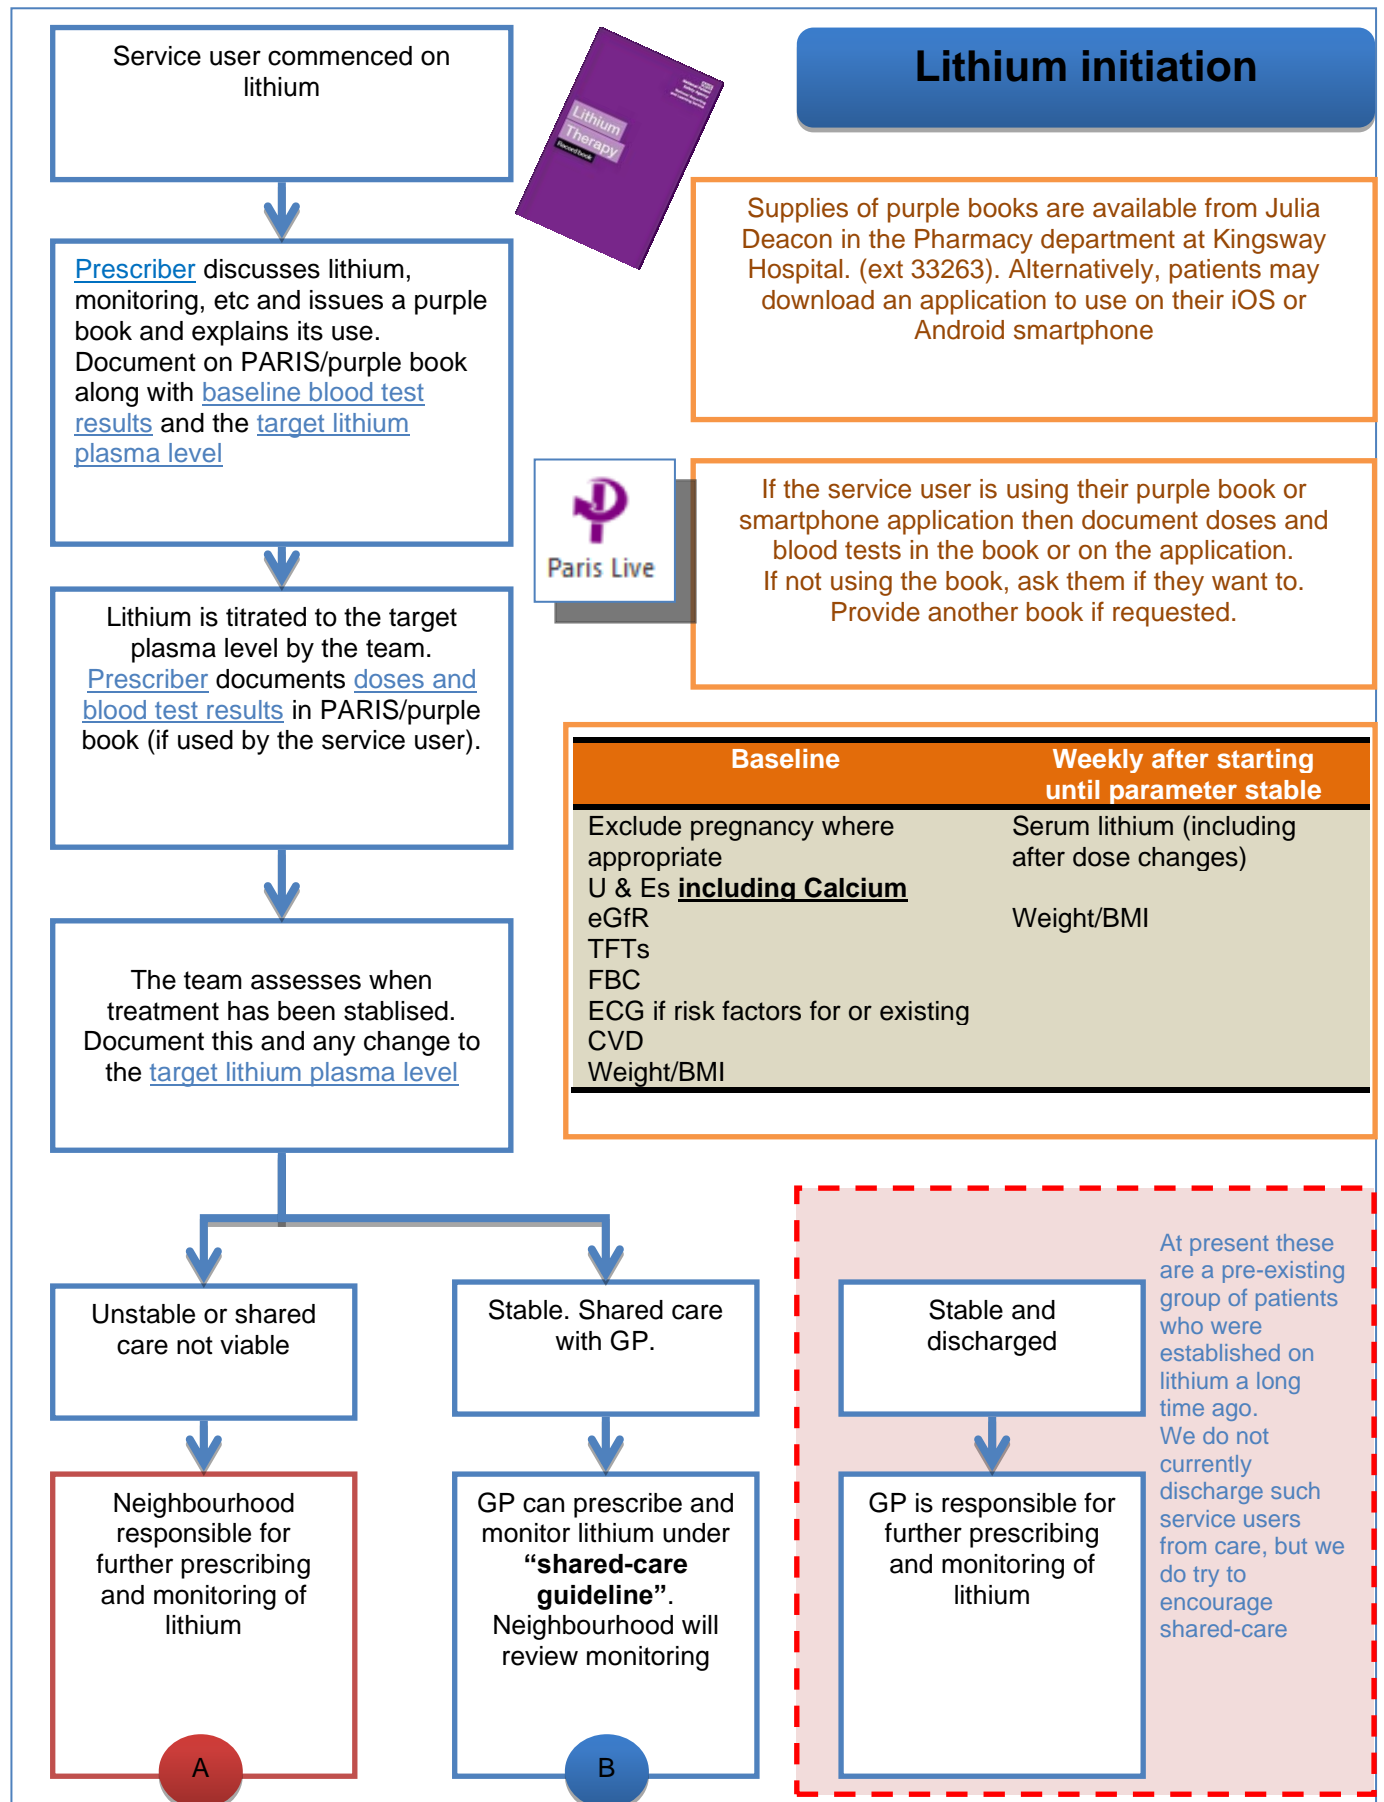 Lithium initiation
Service user commenced on
lithium
Lithium
Therapy
Record book
Supplies of purple books are available from Julia
Deacon in the Pharmacy department at Kingsway
Hospital. (ext 33263). Alternatively, patients may
download an application to use on their iOS or
Android smartphone
Prescriber discusses lithium,
monitoring, etc and issues a purple
book and explains its use.
Document on PARIS/purple book
along with baseline blood test
results and the target lithium
plasma level
Paris Live
If the service user is using their purple book or
smartphone application then document doses and
blood tests in the book or on the application.
If not using the book, ask them if they want to.
Provide another book if requested.
Lithium is titrated to the target
plasma level by the team.
Prescriber documents doses and
blood test results in PARIS/purple
book (if used by the service user).
Baseline
Weekly after starting
until parameter stable
Exclude pregnancy where
appropriate
U & Es including Calcium
eGfR
TFTs
FBC
ECG if risk factors for or existing
CVD
Weight/BMI
Serum lithium (including
after dose changes)
Weight/BMI
The team assesses when
treatment has been stablised.
Document this and any change to
the target lithium plasma level
Unstable or shared
care not viable
Stable. Shared care
with GP.
Stable and
discharged
At present these
are a pre-existing
group of patients
who were
established on
lithium a long
time ago.
We do not
currently
discharge such
service users
from care, but we
do try to
encourage
shared-care
Neighbourhood
responsible for
further prescribing
and monitoring of
lithium
A
GP can prescribe and
monitor lithium under
“shared-care
guideline”.
Neighbourhood will
review monitoring
B
GP is responsible for
further prescribing
and monitoring of
lithium